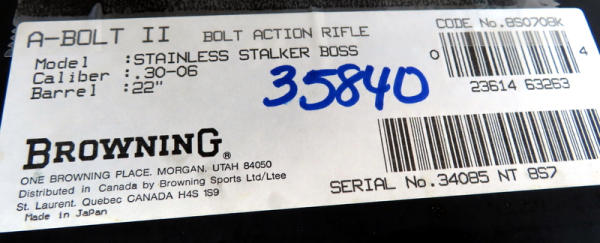 A-BOLT II BOLT ACTION RIFLE
CODE No.8S070BK
Model :STAINLESS STALKER BOSS
Caliber :.30-06
Barrel :22"
35840
0 23614 63263 4
BROWNING®
ONE BROWNING PLACE, MORGAN, UTAH 84050
Distributed in Canada by Browning Sports Ltd/Ltee
St. Laurent, Quebec CANADA H4S 1S9
Made in Japan
SERIAL No.34085 NT 8S7